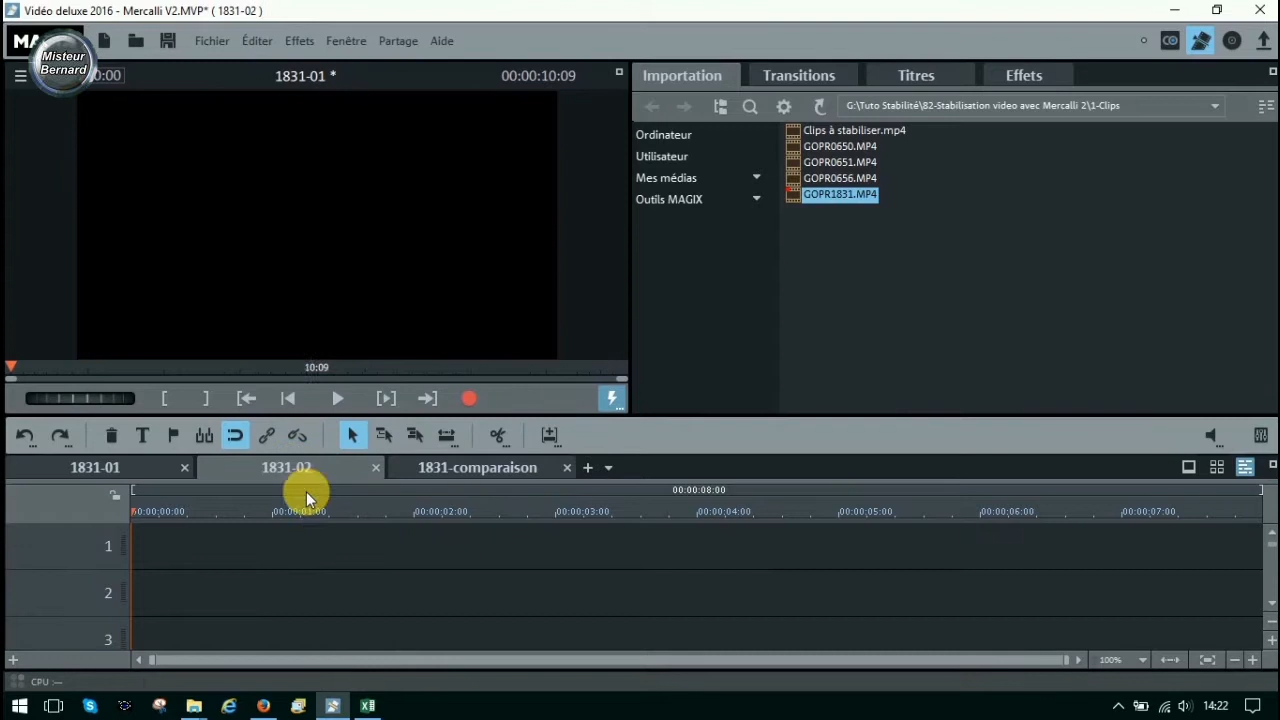 Vidéo deluxe 2016 - Mercalli V2.MVP* ( 1831-02 )
Misteur
Bernard
Fichier Éditer Effets Fenêtre Partage Aide
1831-01 *
00:00:10:09
10:09
Importation Transitions Titres Effets
G:\Tuto Stabilité\82-Stabilisation video avec Mercalli 2\1-Clips
Ordinateur
Utilisateur
Mes médias
Outils MAGIX
Clips à stabiliser.mp4
GOPR0650.MP4
GOPR0651.MP4
GOPR0656.MP4
GOPR1831.MP4
1831-01 1831-02 1831-comparaison
00:00:08:00
00:00:00:00 00:00:01:00 00:00:02:00 00:00:03:00 00:00:04:00 00:00:05:00 00:00:06:00 00:00:07:00
1
2
3
100%
CPU :--
14:22